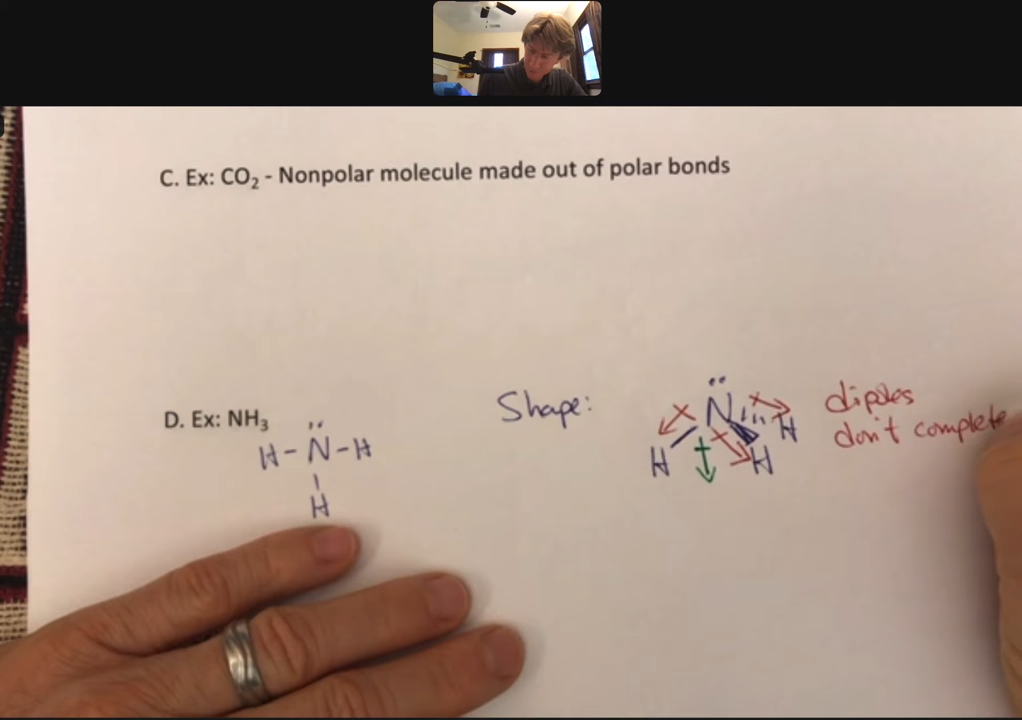 C. Ex: CO₂ - Nonpolar molecule made out of polar bonds
D. Ex: NH₃
H-N̈-H
H
Shape:
N̈
H
H
H
dipoles
don't complete